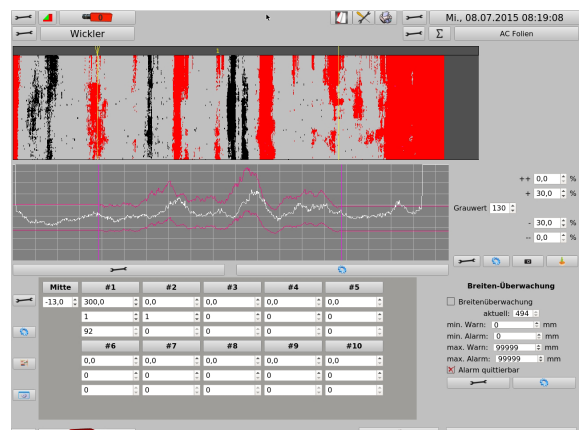 0
Mi., 08.07.2015 08:19:08
Wickler
Σ
AC Folien
1
++ 0,0 %
+ 30,0 %
Grauwert 130
- 30,0 %
-- 0,0 %
Mitte #1 #2 #3 #4 #5
-13,0 300,0 0,0 0,0 0,0 0,0
1 1 0 0 0
92 0 0 0 0
#6 #7 #8 #9 #10
0,0 0,0 0,0 0,0 0,0
0 0 0 0 0
0 0 0 0 0
Breiten-Überwachung
Breitenüberwachung
aktuell: 494
min. Warn: 0 mm
min. Alarm: 0 mm
max. Warn: 99999 mm
max. Alarm: 99999 mm
Alarm quittierbar